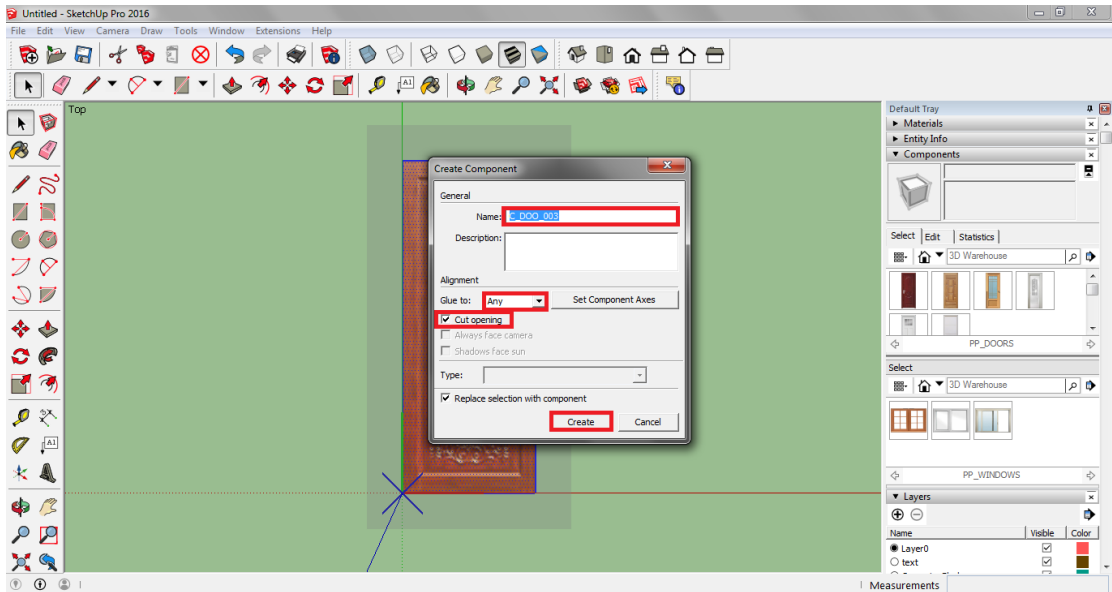 Untitled - SketchUp Pro 2016
File Edit View Camera Draw Tools Window Extensions Help
A1
Top
Default Tray
Materials
Entity Info
Components
Create Component
General
Name: C_DOO_003
Description:
Alignment
Glue to: Any Set Component Axes
Cut opening
Always face camera
Shadows face sun
Type:
Replace selection with component
Create Cancel
Select Edit Statistics
3D Warehouse
PP_DOORS
Select
3D Warehouse
PP_WINDOWS
Layers
Name Visible Color
Layer0
text
A1
Measurements